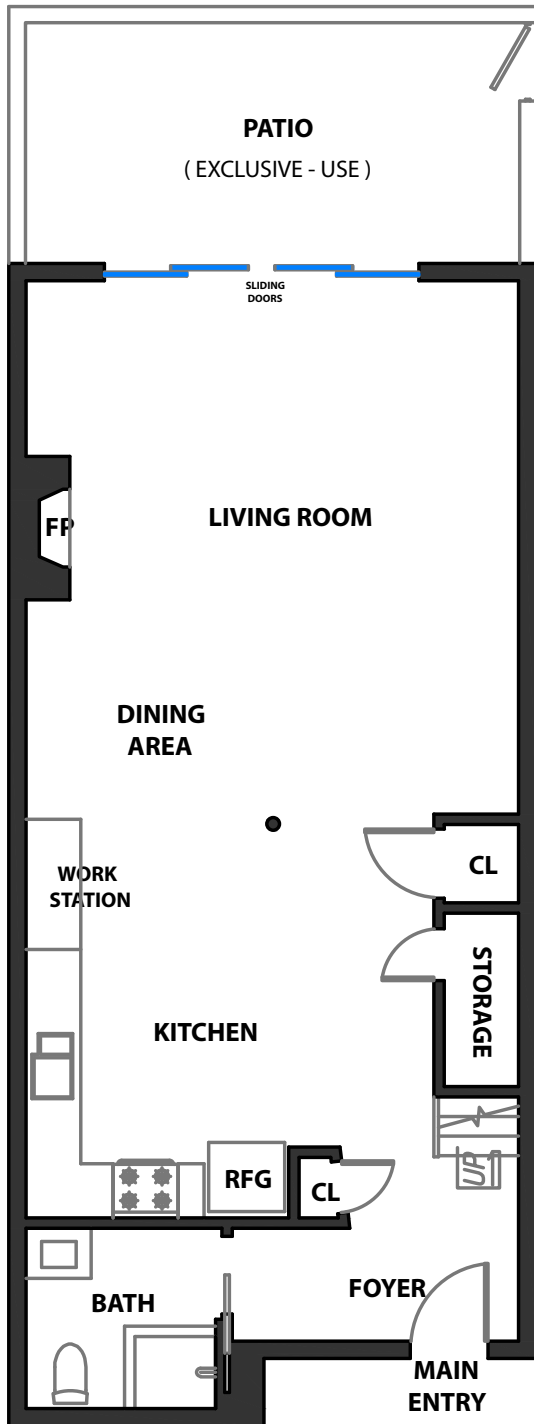 PATIO
( EXCLUSIVE - USE )
SLIDING
DOORS
FP
LIVING ROOM
DINING
AREA
WORK
STATION
CL
STORAGE
KITCHEN
UP
RFG
CL
BATH
FOYER
MAIN
ENTRY